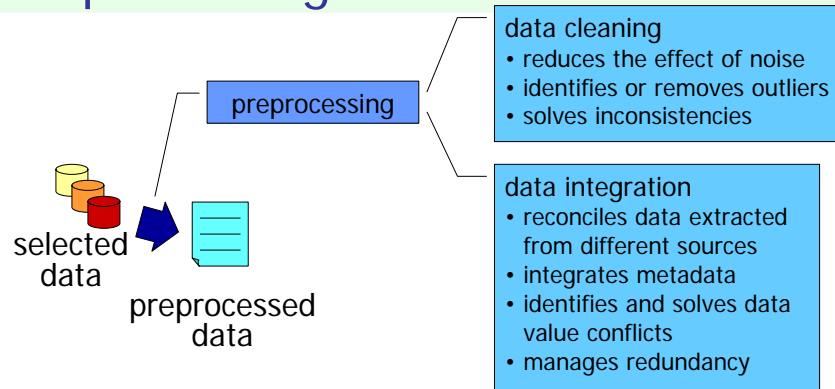 data cleaning
• reduces the effect of noise
• identifies or removes outliers
• solves inconsistencies
preprocessing
data integration
• reconciles data extracted
from different sources
• integrates metadata
• identifies and solves data
value conflicts
• manages redundancy
selected
data
preprocessed
data